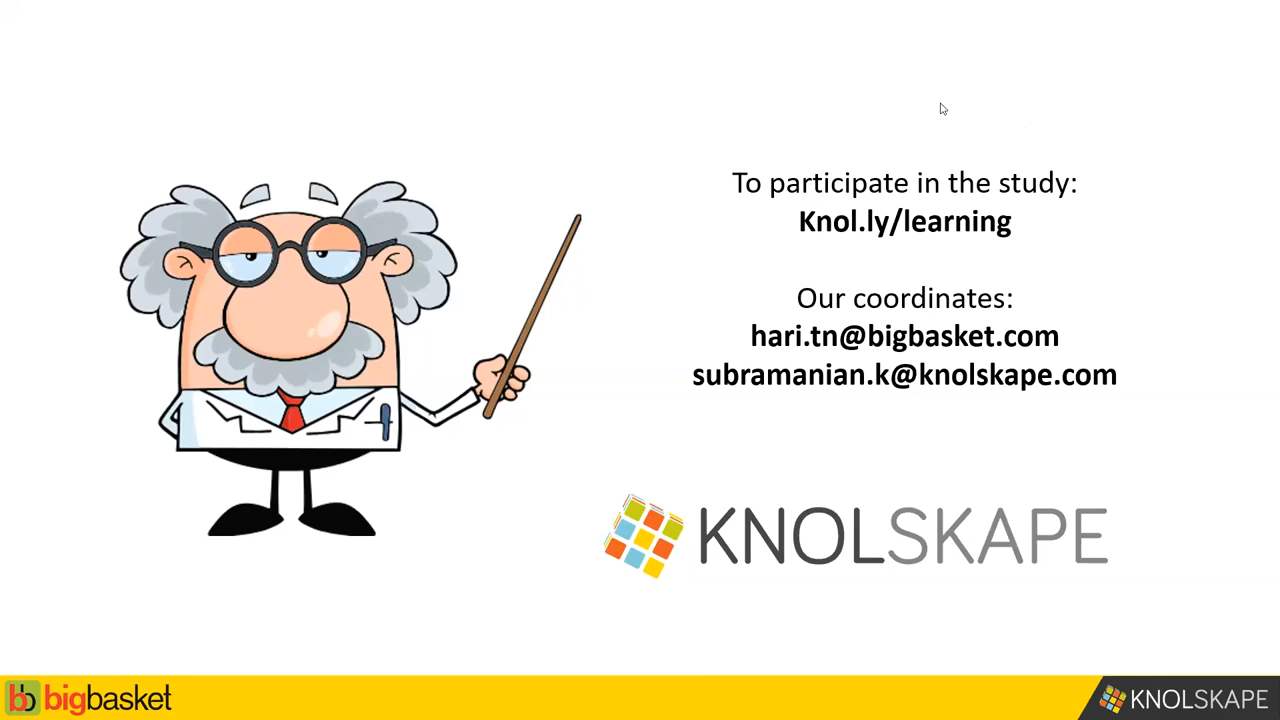 To participate in the study:
Knol.ly/learning
Our coordinates:
hari.tn@bigbasket.com
subramanian.k@knolskape.com
KNOLSKAPE
bb bigbasket
KNOLSKAPE